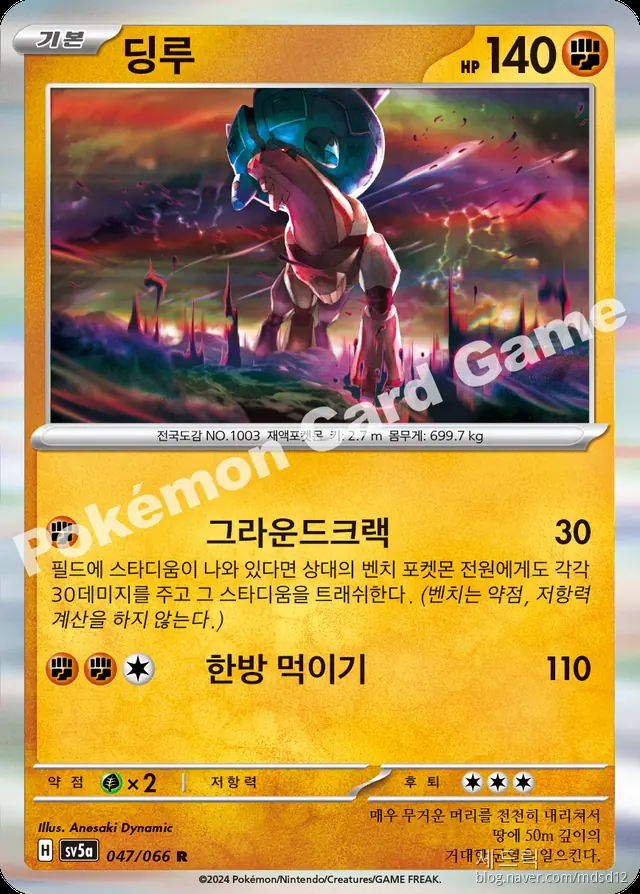 기본 딩루 HP 140
전국도감 NO.1003 재액포켓몬 키: 2.7 m 몸무게: 699.7 kg
Pokémon Card Game
그라운드크랙 30
필드에 스타디움이 나와 있다면 상대의 벤치 포켓몬 전원에게도 각각
30데미지를 주고 그 스타디움을 트래쉬한다. (벤치는 약점, 저항력
계산을 하지 않는다.)
한방 먹이기 110
약점 ×2 저항력 후퇴
매우 무거운 머리를 천천히 내리쳐서
땅에 50m 깊이의
거대한 균열을 일으킨다.
Illus. Anesaki Dynamic
H sv5a 047/066 R
©2024 Pokémon/Nintendo/Creatures/GAME FREAK.
세드릭
blog.naver.com/mdsd12